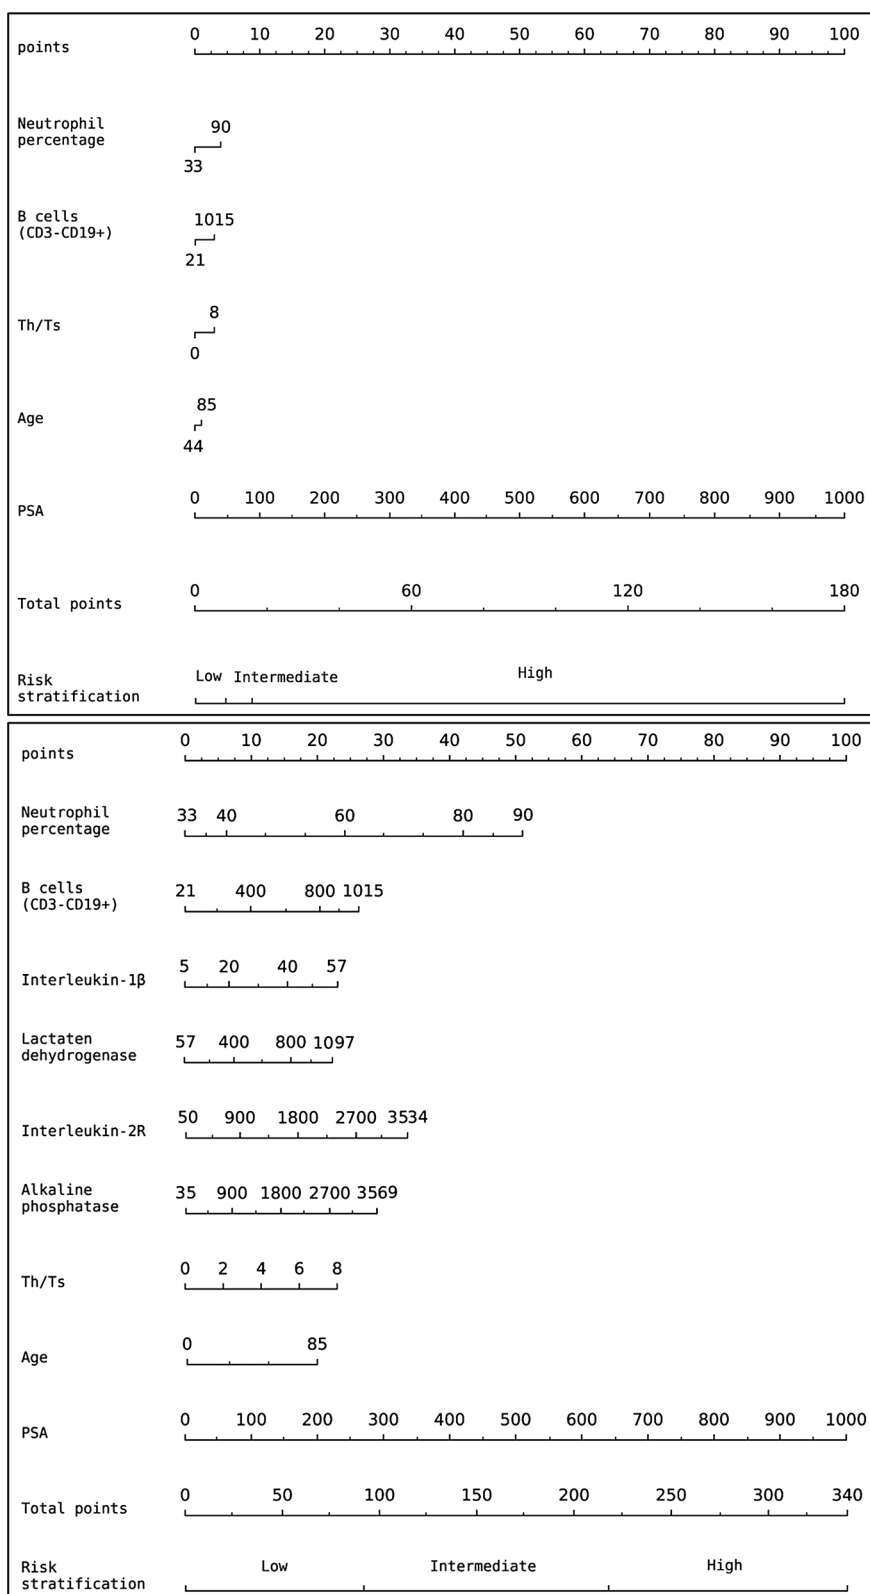 0 10 20 30 40 50 60 70 80 90 100
points
Neutrophil
percentage
90
33
B cells
(CD3-CD19+)
1015
21
Th/Ts
8
0
Age
85
44
0 100 200 300 400 500 600 700 800 900 1000
PSA
0 60 120 180
Total points
Risk
stratification
Low Intermediate High
0 10 20 30 40 50 60 70 80 90 100
points
Neutrophil
percentage
33 40 60 80 90
B cells
(CD3-CD19+)
21 400 800 1015
5 20 40 57
Interleukin-1β
Lactaten
dehydrogenase
57 400 800 1097
50 900 1800 2700 3534
Interleukin-2R
Alkaline
phosphatase
35 900 1800 2700 3569
0 2 4 6 8
Th/Ts
0 85
Age
0 100 200 300 400 500 600 700 800 900 1000
PSA
0 50 100 150 200 250 300 340
Total points
Risk
stratification
Low Intermediate High